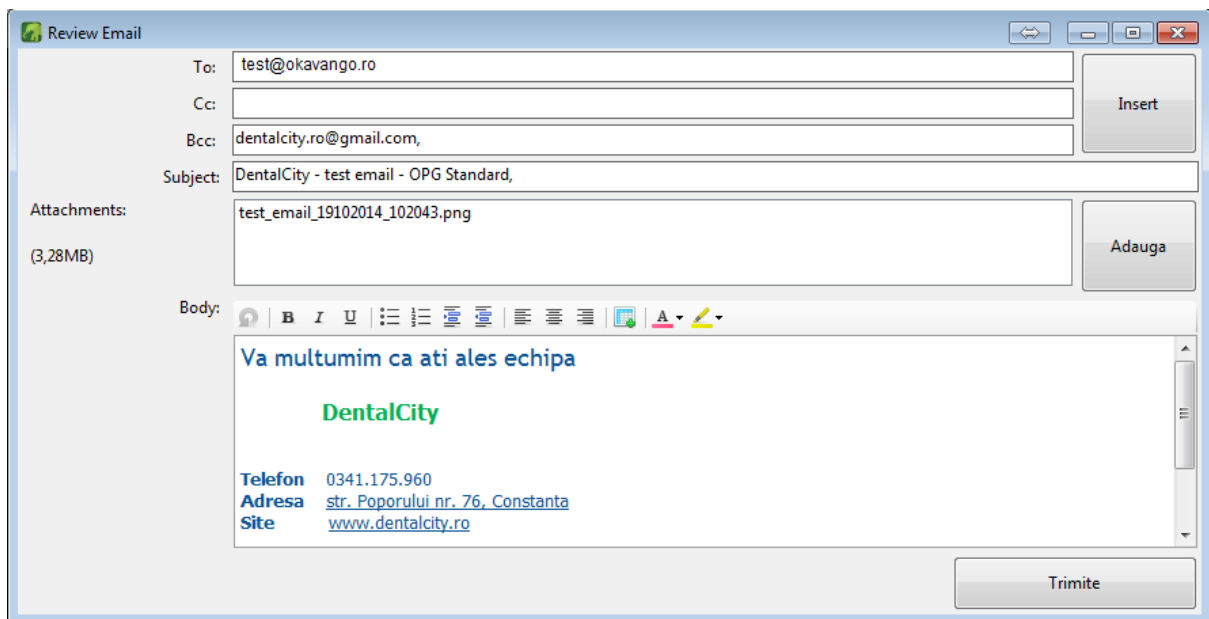 Review Email
To: test@okavango.ro
Cc:
Insert
Bcc: dentalcity.ro@gmail.com,
Subject: DentalCity - test email - OPG Standard,
Attachments: test_email_19102014_102043.png
(3,28MB)
Adauga
Body:
B I U A
Va multumim ca ati ales echipa
DentalCity
Telefon 0341.175.960
Adresa str. Poporului nr. 76, Constanta
Site www.dentalcity.ro
Trimite